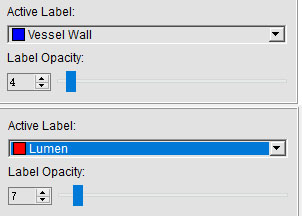 Active Label:
Vessel Wall
Label Opacity:
4
Active Label:
Lumen
Label Opacity:
7